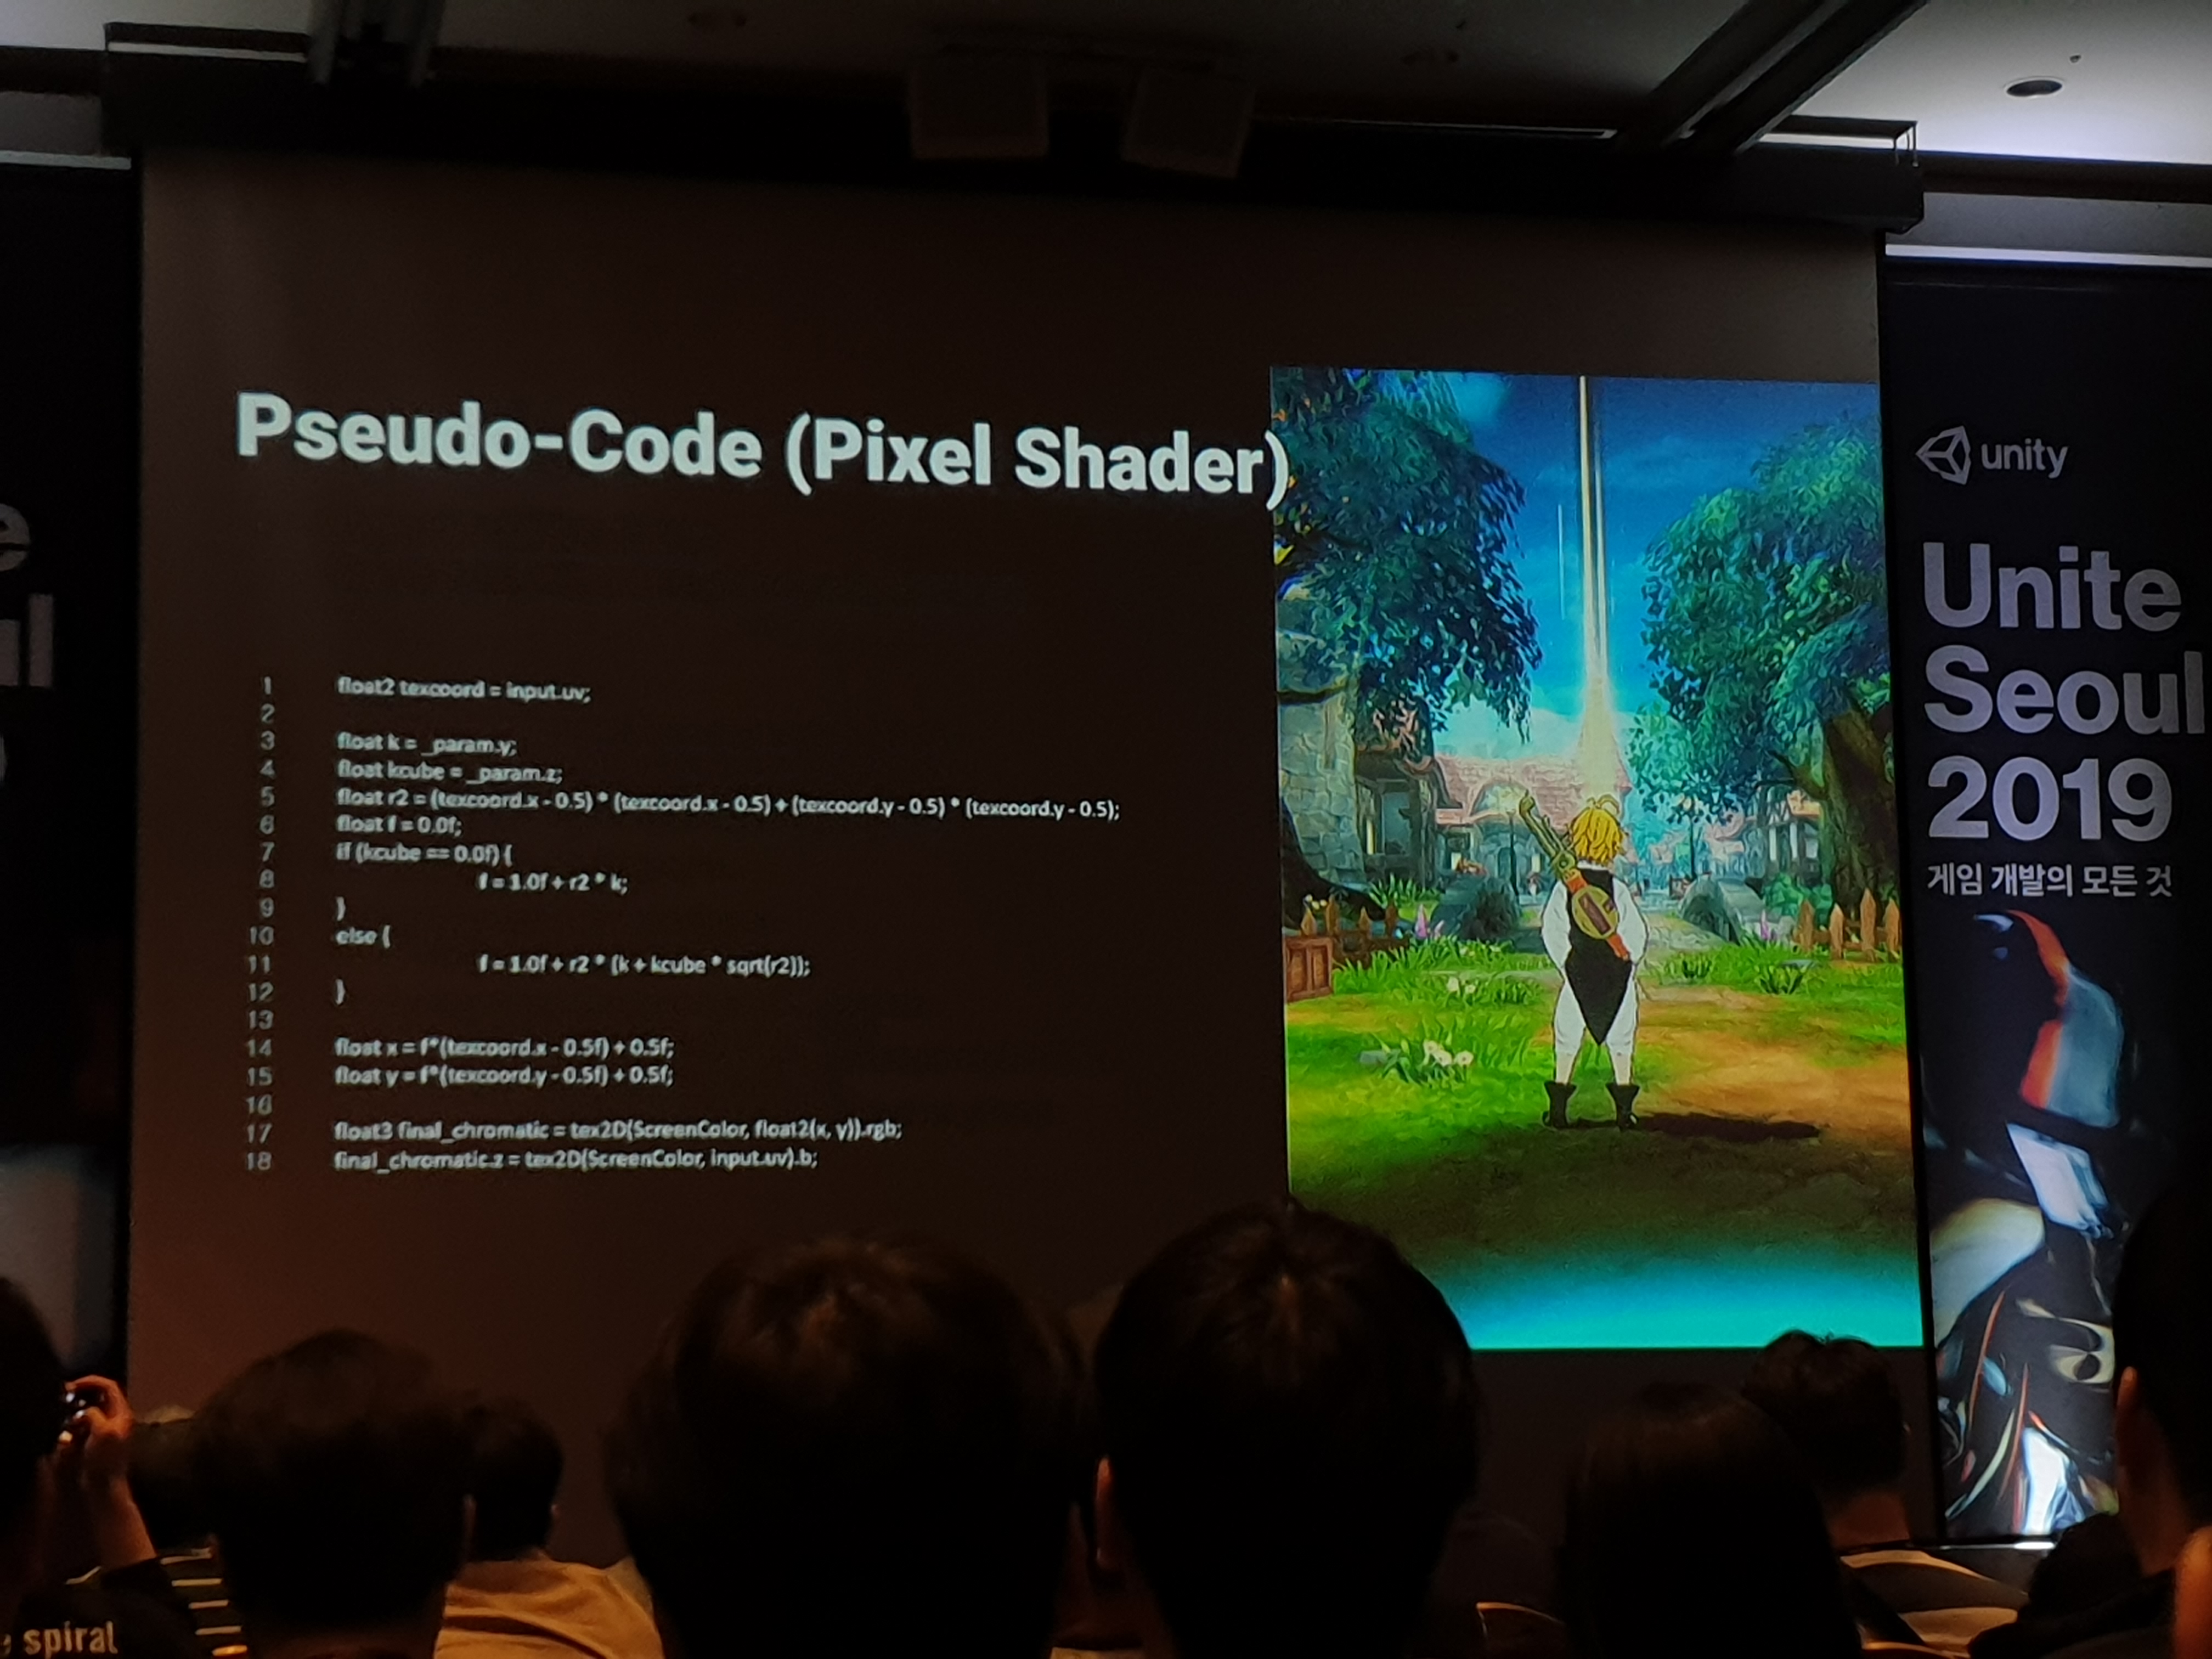 Pseudo-Code (Pixel Shader)
1 float2 texcoord = input.uv;
2
3 float k = _param.y;
4 float kcube = _param.z;
5 float r2 = (texcoord.x - 0.5) * (texcoord.x - 0.5) + (texcoord.y - 0.5) * (texcoord.y - 0.5);
6 float f = 0.0f;
7 if (kcube == 0.0f) {
8 f = 1.0f + r2 * k;
9 }
10 else {
11 f = 1.0f + r2 * (k + kcube * sqrt(r2));
12 }
13
14 float x = f*(texcoord.x - 0.5f) + 0.5f;
15 float y = f*(texcoord.y - 0.5f) + 0.5f;
16
17 float3 final_chromatic = tex2D(ScreenColor, float2(x, y)).rgb;
18 final_chromatic.z = tex2D(ScreenColor, input.uv).b;
unity
Unite
Seoul
2019
게임 개발의 모든 것
spiral